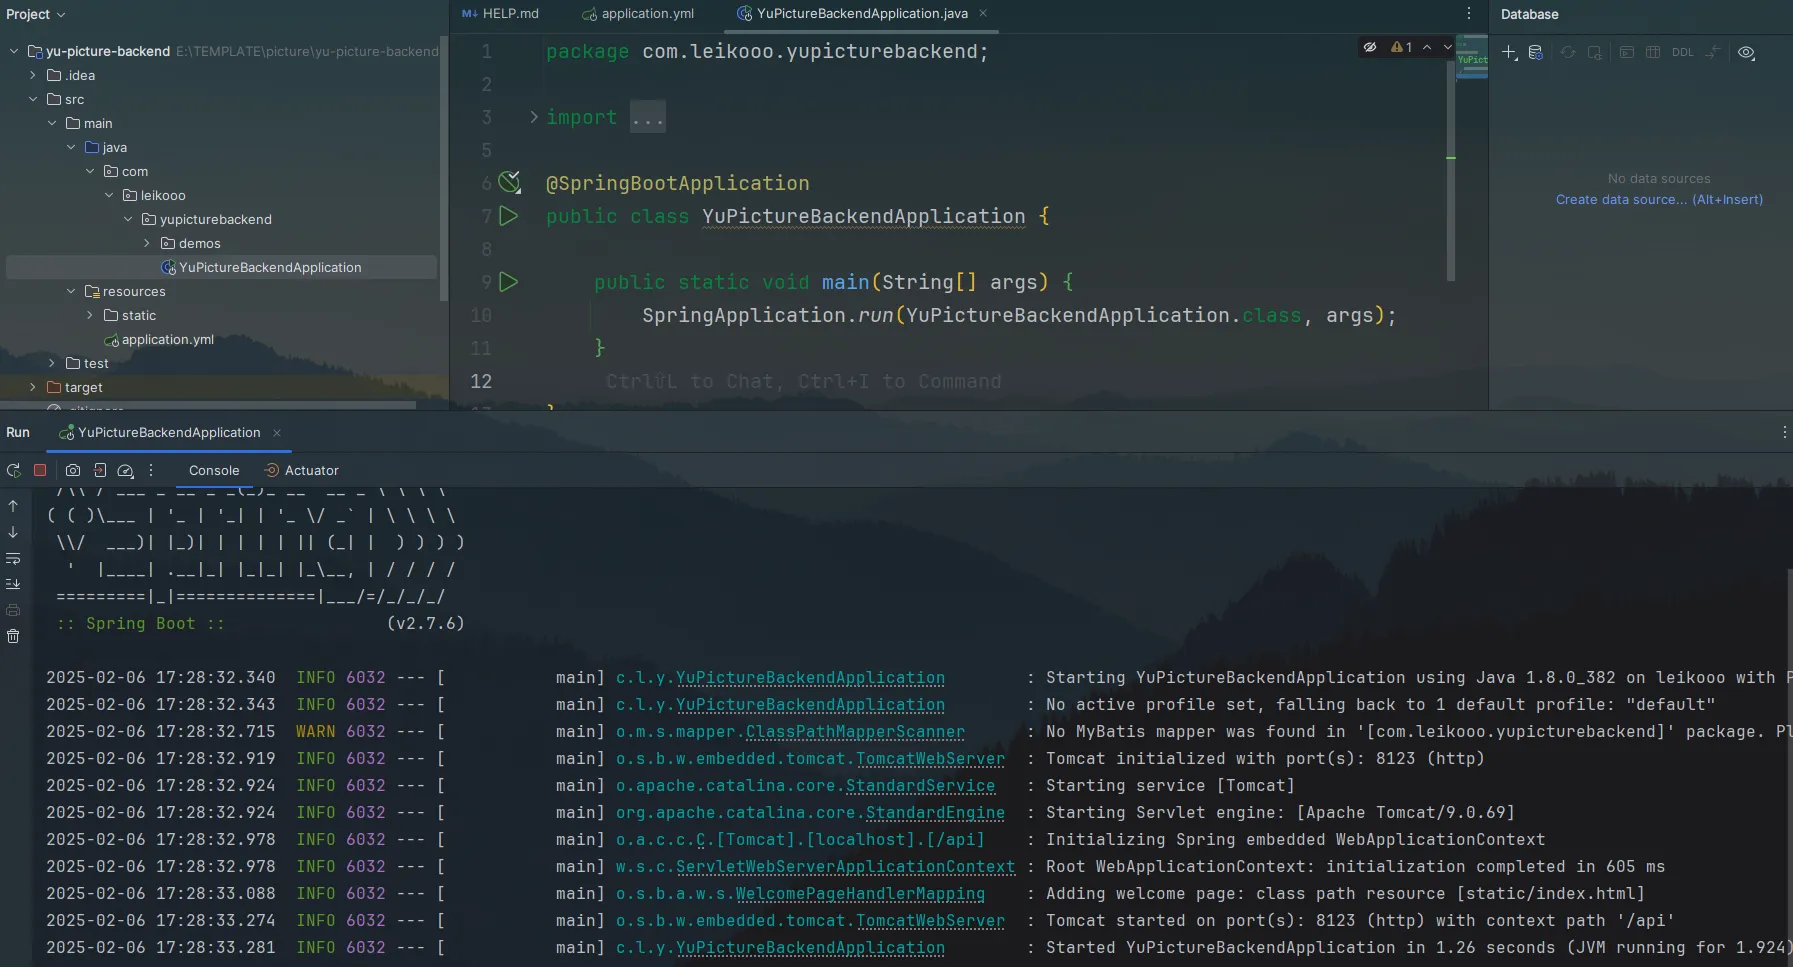 Project
HELP.md
application.yml
YuPictureBackendApplication.java
Database
yu-picture-backend E:\TEMPLATE\picture\yu-picture-backend
.idea
src
main
java
com
leikooo
yupicturebackend
demos
YuPictureBackendApplication
resources
static
application.yml
test
target
1 package com.leikooo.yupicturebackend;
2
3 import ...
5
6 @SpringBootApplication
7 public class YuPictureBackendApplication {
8
9 public static void main(String[] args) {
10 SpringApplication.run(YuPictureBackendApplication.class, args);
11 }
12 Ctrl⇧L to Chat, Ctrl+I to Command
}
1
YuPict
DDL
No data sources
Create data source... (Alt+Insert)
Run
YuPictureBackendApplication
Console
Actuator
( ( )\___ | '_ | '_| | '_ \/ _` | \ \ \ \
\\/  ___)| |_)| | | | | || (_| |  ) ) ) )
'  |____| .__|_| |_|_| |_\__, | / / / /
=========|_|==============|___/=/_/_/_/
:: Spring Boot :: (v2.7.6)
2025-02-06 17:28:32.340 INFO 6032 --- [ main] c.l.y.YuPictureBackendApplication : Starting YuPictureBackendApplication using Java 1.8.0_382 on leikooo with P
2025-02-06 17:28:32.343 INFO 6032 --- [ main] c.l.y.YuPictureBackendApplication : No active profile set, falling back to 1 default profile: "default"
2025-02-06 17:28:32.715 WARN 6032 --- [ main] o.m.s.mapper.ClassPathMapperScanner : No MyBatis mapper was found in '[com.leikooo.yupicturebackend]' package. Pl
2025-02-06 17:28:32.919 INFO 6032 --- [ main] o.s.b.w.embedded.tomcat.TomcatWebServer : Tomcat initialized with port(s): 8123 (http)
2025-02-06 17:28:32.924 INFO 6032 --- [ main] o.apache.catalina.core.StandardService : Starting service [Tomcat]
2025-02-06 17:28:32.924 INFO 6032 --- [ main] org.apache.catalina.core.StandardEngine : Starting Servlet engine: [Apache Tomcat/9.0.69]
2025-02-06 17:28:32.978 INFO 6032 --- [ main] o.a.c.c.C.[Tomcat].[localhost].[/api] : Initializing Spring embedded WebApplicationContext
2025-02-06 17:28:32.978 INFO 6032 --- [ main] w.s.c.ServletWebServerApplicationContext : Root WebApplicationContext: initialization completed in 605 ms
2025-02-06 17:28:33.088 INFO 6032 --- [ main] o.s.b.a.w.s.WelcomePageHandlerMapping : Adding welcome page: class path resource [static/index.html]
2025-02-06 17:28:33.274 INFO 6032 --- [ main] o.s.b.w.embedded.tomcat.TomcatWebServer : Tomcat started on port(s): 8123 (http) with context path '/api'
2025-02-06 17:28:33.281 INFO 6032 --- [ main] c.l.y.YuPictureBackendApplication : Started YuPictureBackendApplication in 1.26 seconds (JVM running for 1.924)